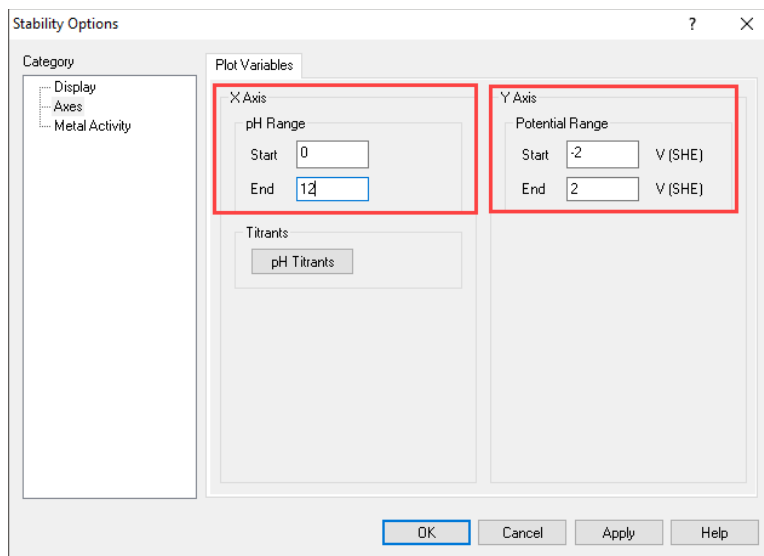 Stability Options
?
Category
Display
Axes
Metal Activity
Plot Variables
X Axis
pH Range
Start 0
End 12
Titrants
pH Titrants
Y Axis
Potential Range
Start -2 V (SHE)
End 2 V (SHE)
OK Cancel Apply Help